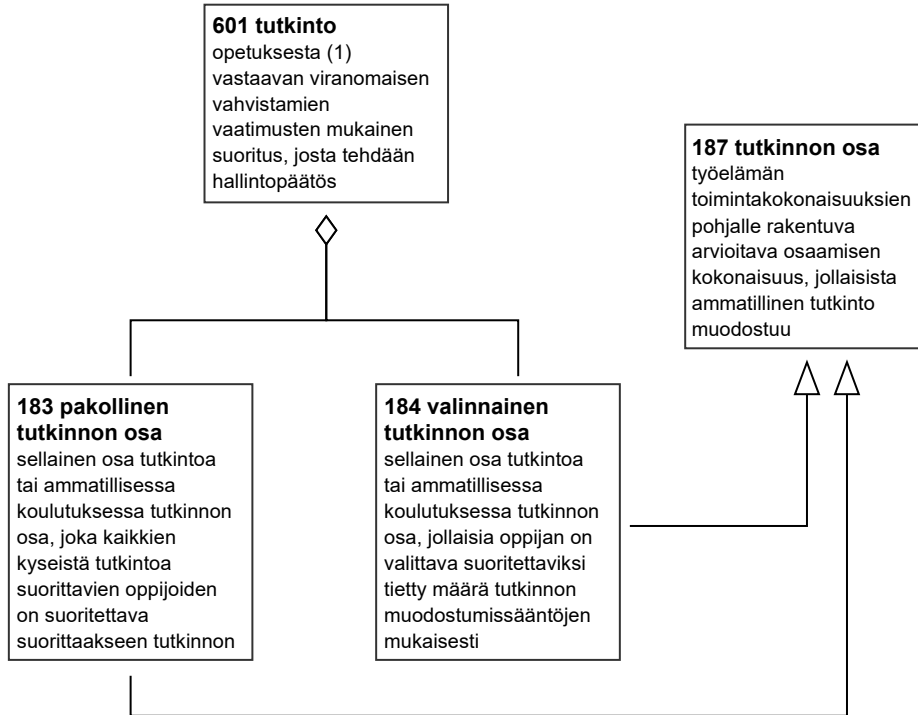 601 tutkinto
opetuksesta (1)
vastaavan viranomaisen
vahvistamien
vaatimusten mukainen
suoritus, josta tehdään
hallintopäätös
187 tutkinnon osa
työelämän
toimintakokonaisuuksien
pohjalle rakentuva
arvioitava osaamisen
kokonaisuus, jollaisista
ammatillinen tutkinto
muodostuu
183 pakollinen
tutkinnon osa
sellainen osa tutkintoa
tai ammatillisessa
koulutuksessa tutkinnon
osa, joka kaikkien
kyseistä tutkintoa
suorittavien oppijoiden
on suoritettava
suorittaakseen tutkinnon
184 valinnainen
tutkinnon osa
sellainen osa tutkintoa
tai ammatillisessa
koulutuksessa tutkinnon
osa, jollaisia oppijan on
valittava suoritettaviksi
tietty määrä tutkinnon
muodostumissääntöjen
mukaisesti